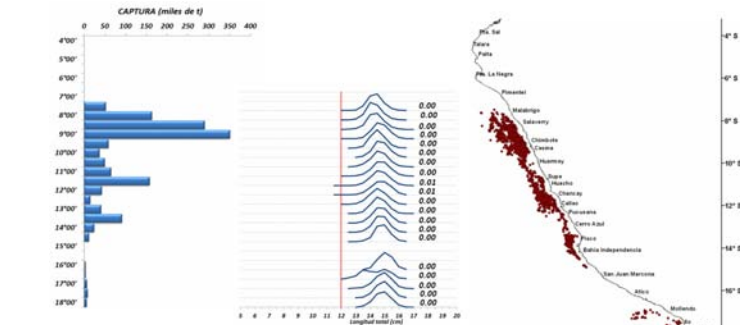 CAPTURA (miles de t)
0 50 100 150 200 250 300 350 400
4°00'
5°00'
6°00'
7°00'
8°00'
9°00'
10°00'
11°00'
12°00'
13°00'
14°00'
15°00'
16°00'
17°00'
18°00'
0.00
0.00
0.00
0.00
0.00
0.00
0.00
0.01
0.01
0.00
0.00
0.00
0.00
0.00
0.00
0.00
0.00
0.00
0.00
5 6 7 8 9 10 11 12 13 14 15 16 17 18 19 20
Longitud total (cm)
Pta. Sal
Talara
Paita
Pta. La Negra
Pimentel
Malabrigo
Salaverry
Chimbote
Casma
Huarmey
Supe
Huacho
Chancay
Callao
Pucusana
Cerro Azul
Pisco
Bahia Independencia
San Juan Marcona
Atico
Mollendo
Ilo
4° S
6° S
8° S
10° S
12° S
14° S
16° S